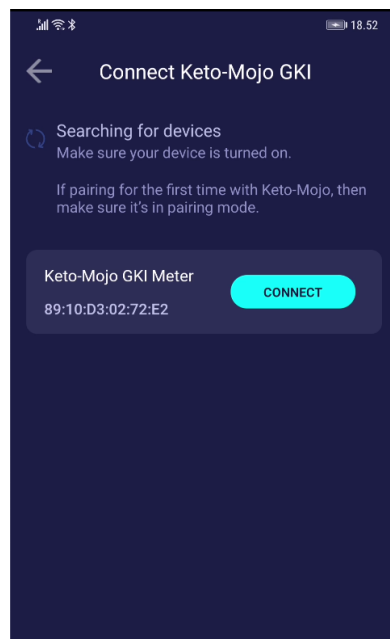 18.52
Connect Keto-Mojo GKI
Searching for devices
Make sure your device is turned on.
If pairing for the first time with Keto-Mojo, then
make sure it's in pairing mode.
Keto-Mojo GKI Meter
CONNECT
89:10:D3:02:72:E2